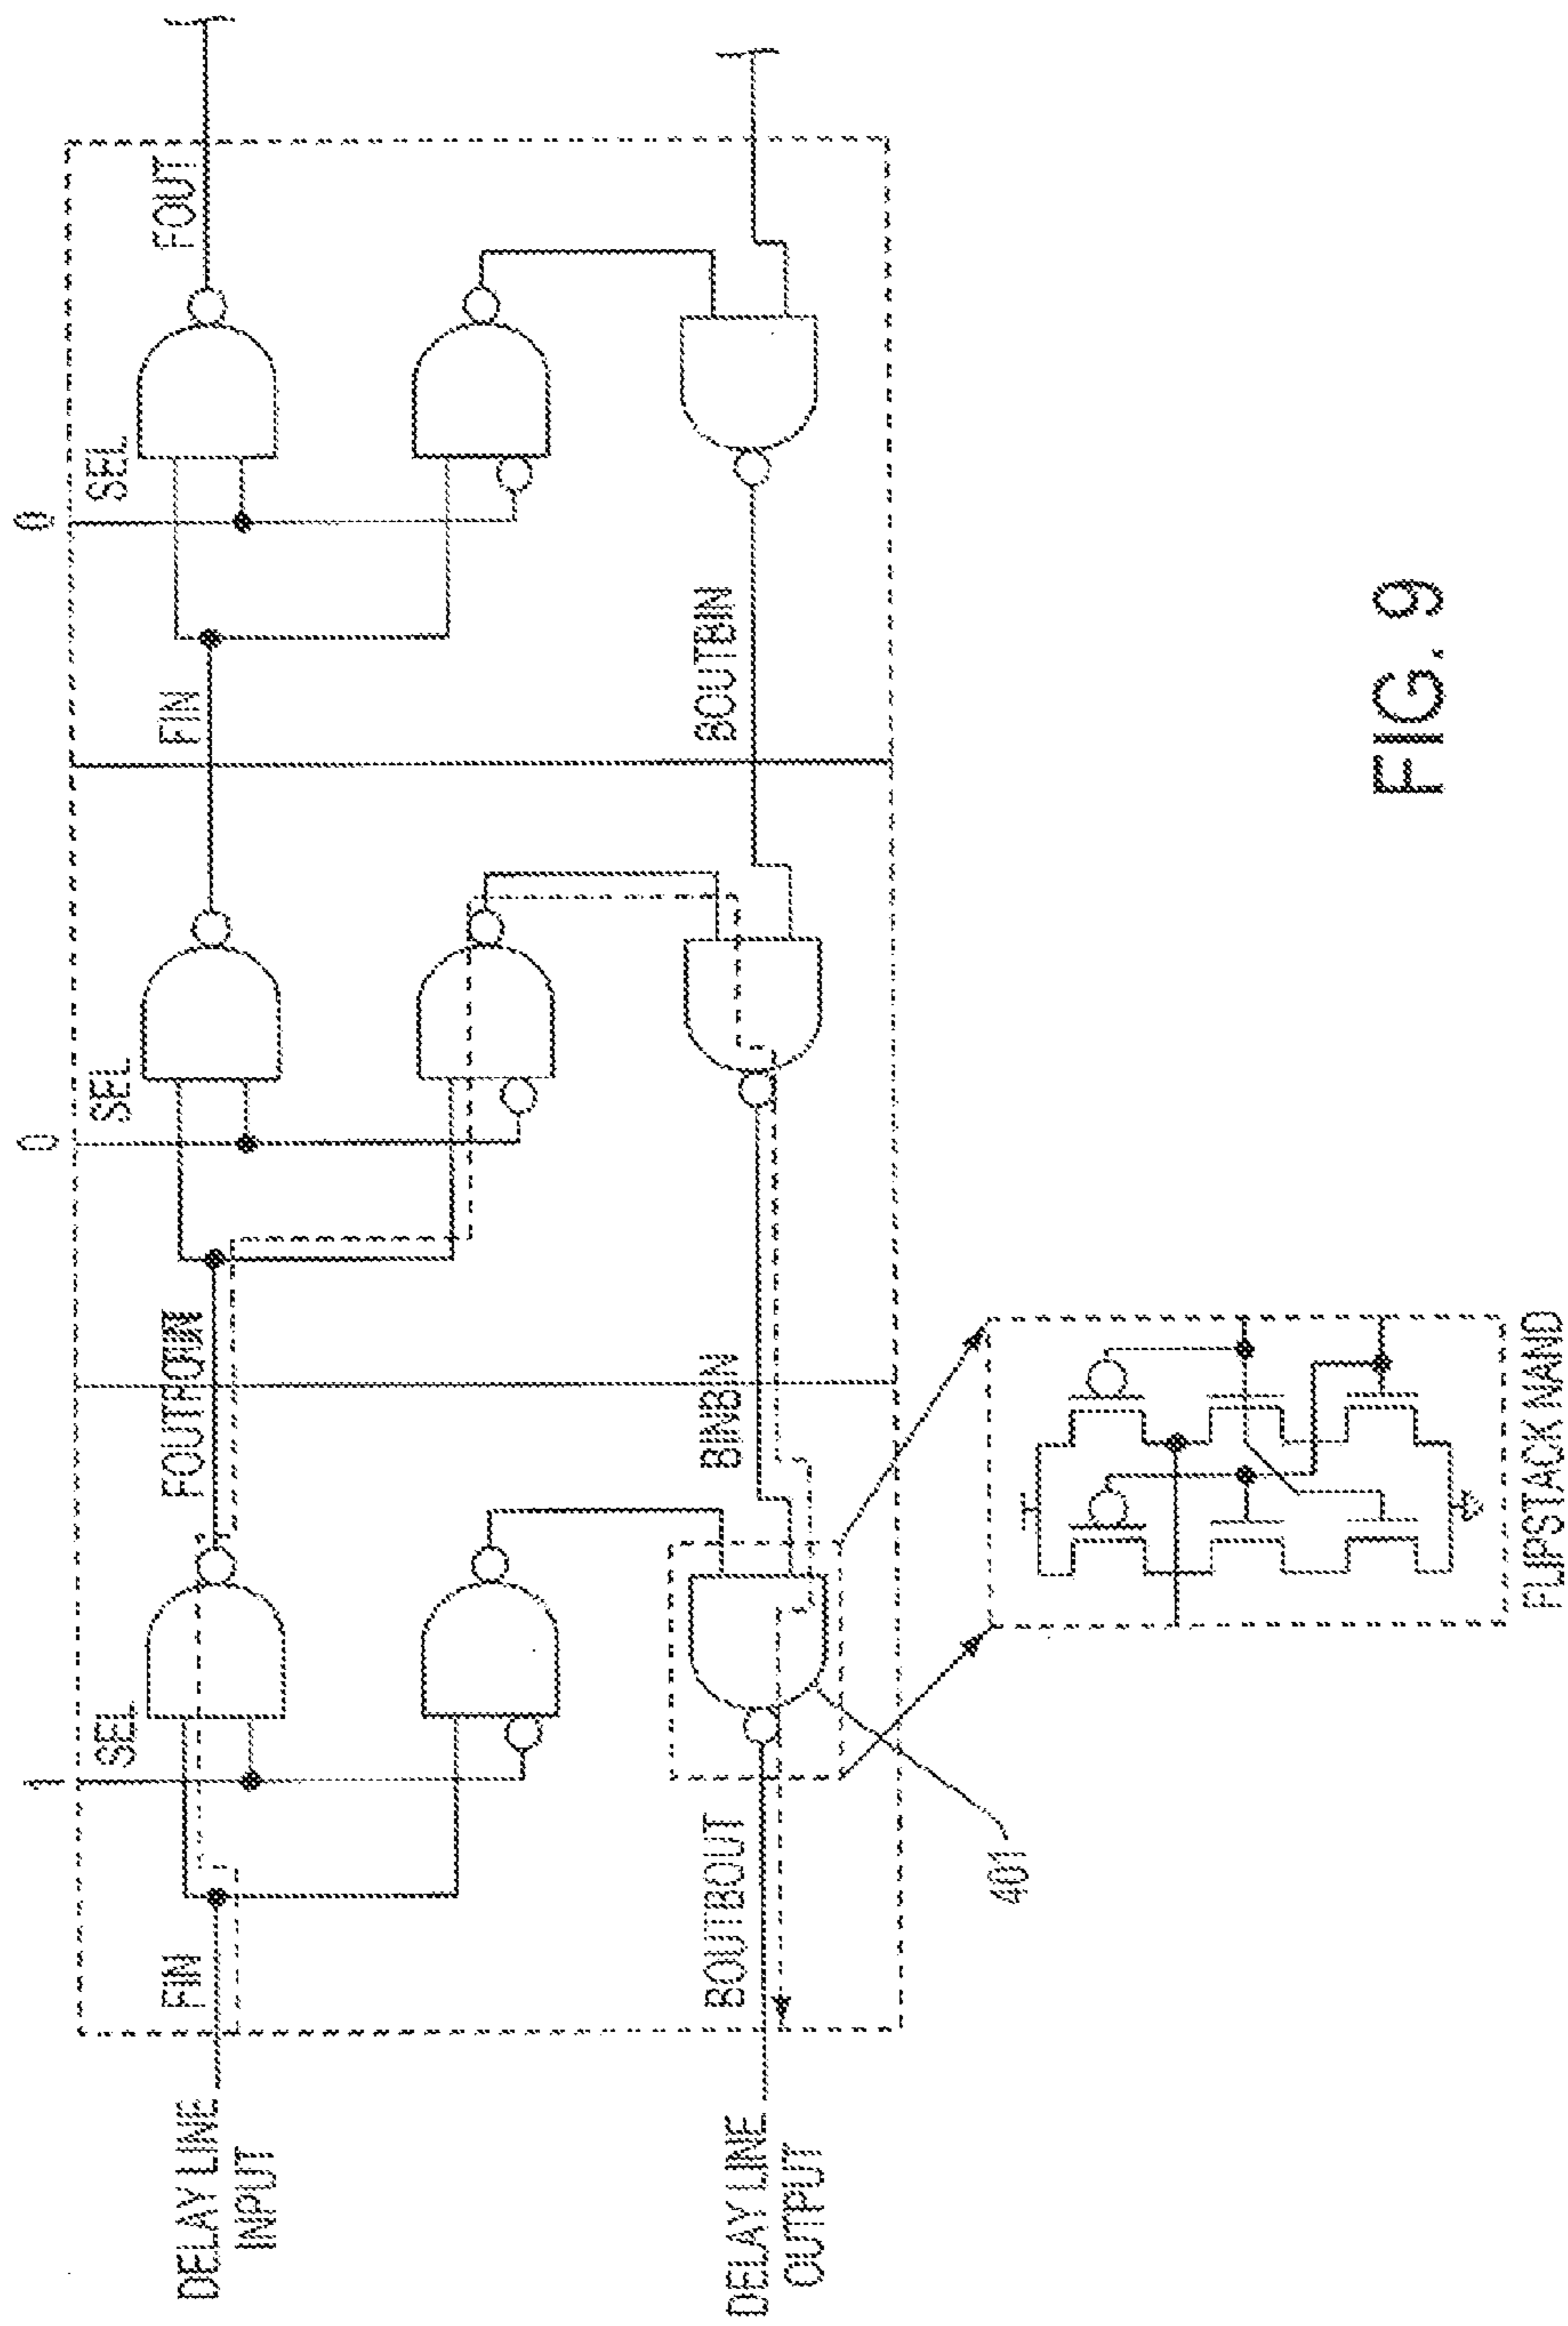 0
0
1
SEL
SEL
SEL
DELAY LINE
INPUT
FIN
FOUTFOIN
FIN
FOUT
DELAY LINE
OUTPUT
BOUTBOUT
BINBIN
BOUTBIN
401
FLIPSTACK NAND
FIG. 9